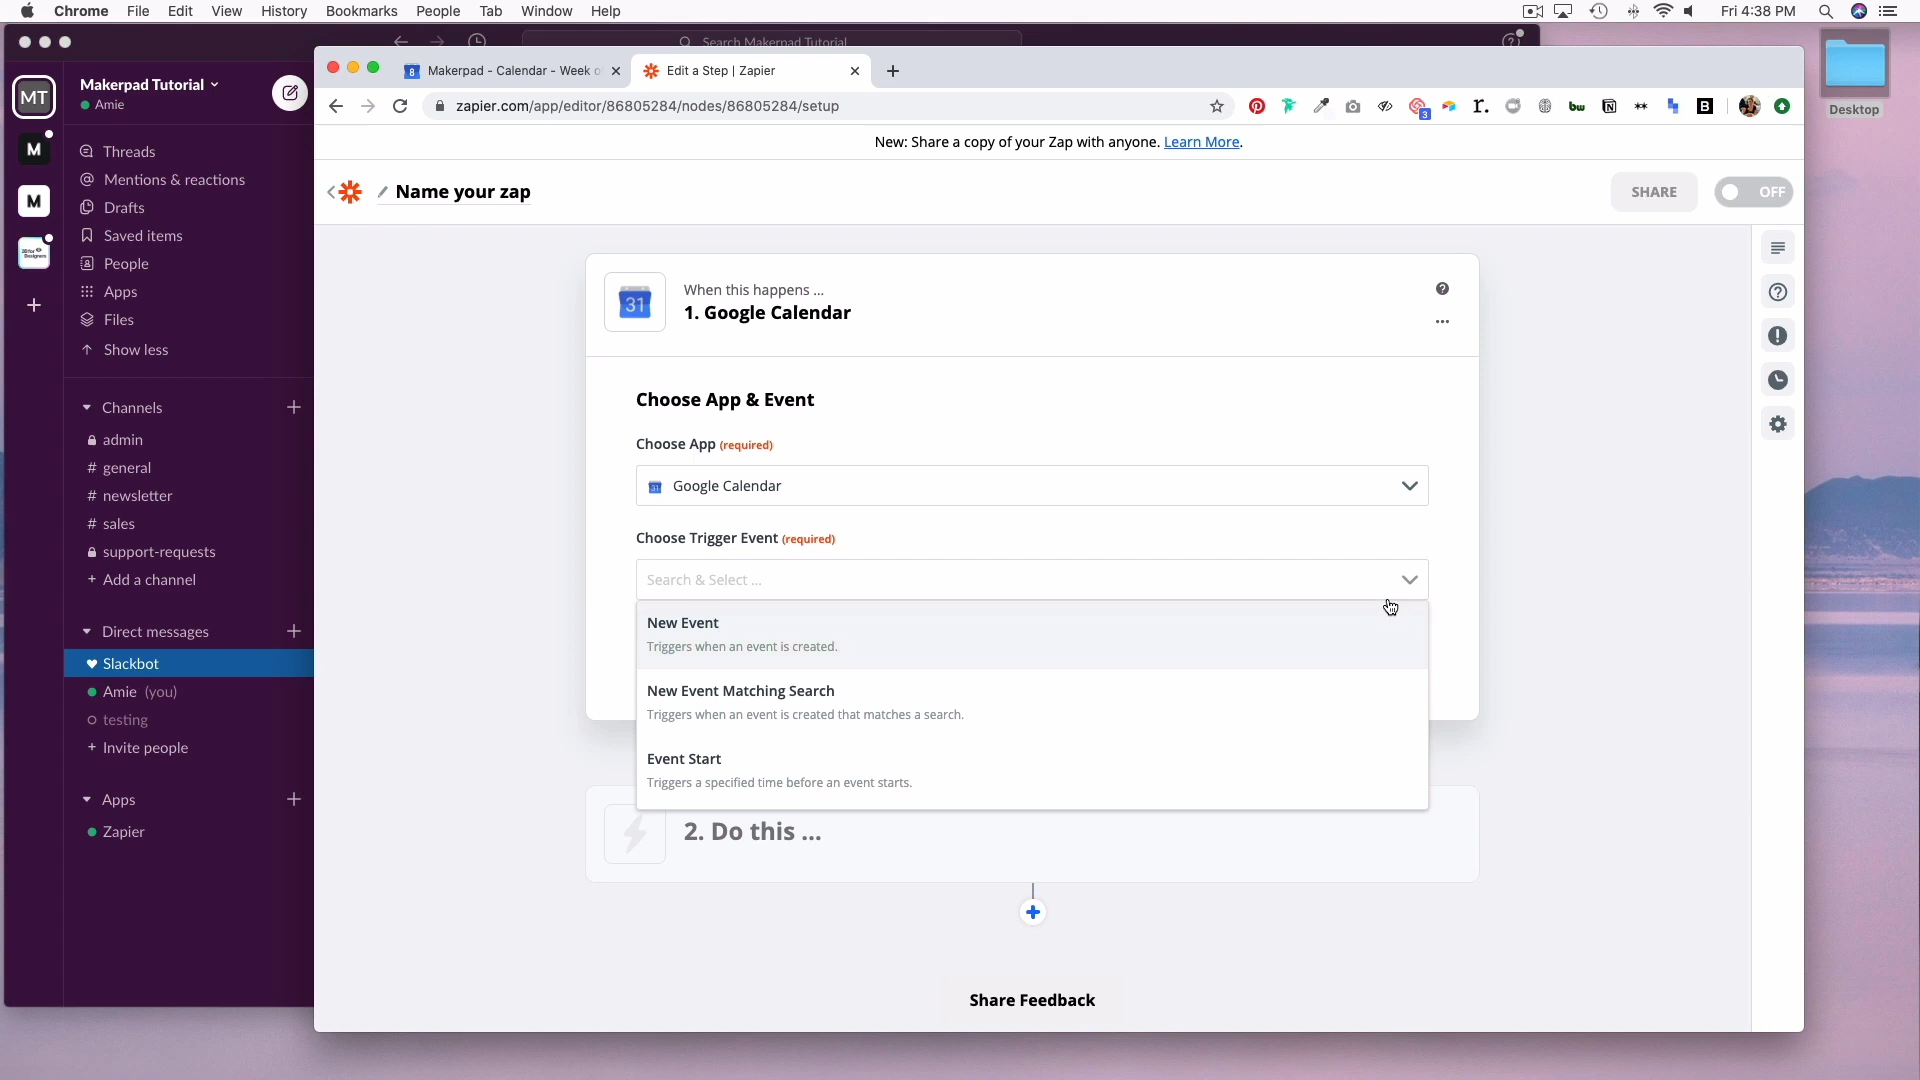 Chrome File Edit View History Bookmarks People Tab Window Help
Fri 4:38 PM
Search Makerpad Tutorial
Desktop
MT
M
M
Makerpad Tutorial
Amie
Threads
Mentions & reactions
Drafts
Saved items
People
Apps
Files
Show less
Channels
admin
# general
# newsletter
# sales
support-requests
+ Add a channel
Direct messages
Slackbot
Amie (you)
testing
+ Invite people
Apps
Zapier
8 Makerpad - Calendar - Week o
Edit a Step | Zapier
zapier.com/app/editor/86805284/nodes/86805284/setup
3
r.
bw
B
New: Share a copy of your Zap with anyone. Learn More.
Name your zap
SHARE
OFF
31
When this happens ...
1. Google Calendar
Choose App & Event
Choose App (required)
31 Google Calendar
Choose Trigger Event (required)
Search & Select ...
New Event
Triggers when an event is created.
New Event Matching Search
Triggers when an event is created that matches a search.
Event Start
Triggers a specified time before an event starts.
2. Do this ...
Share Feedback